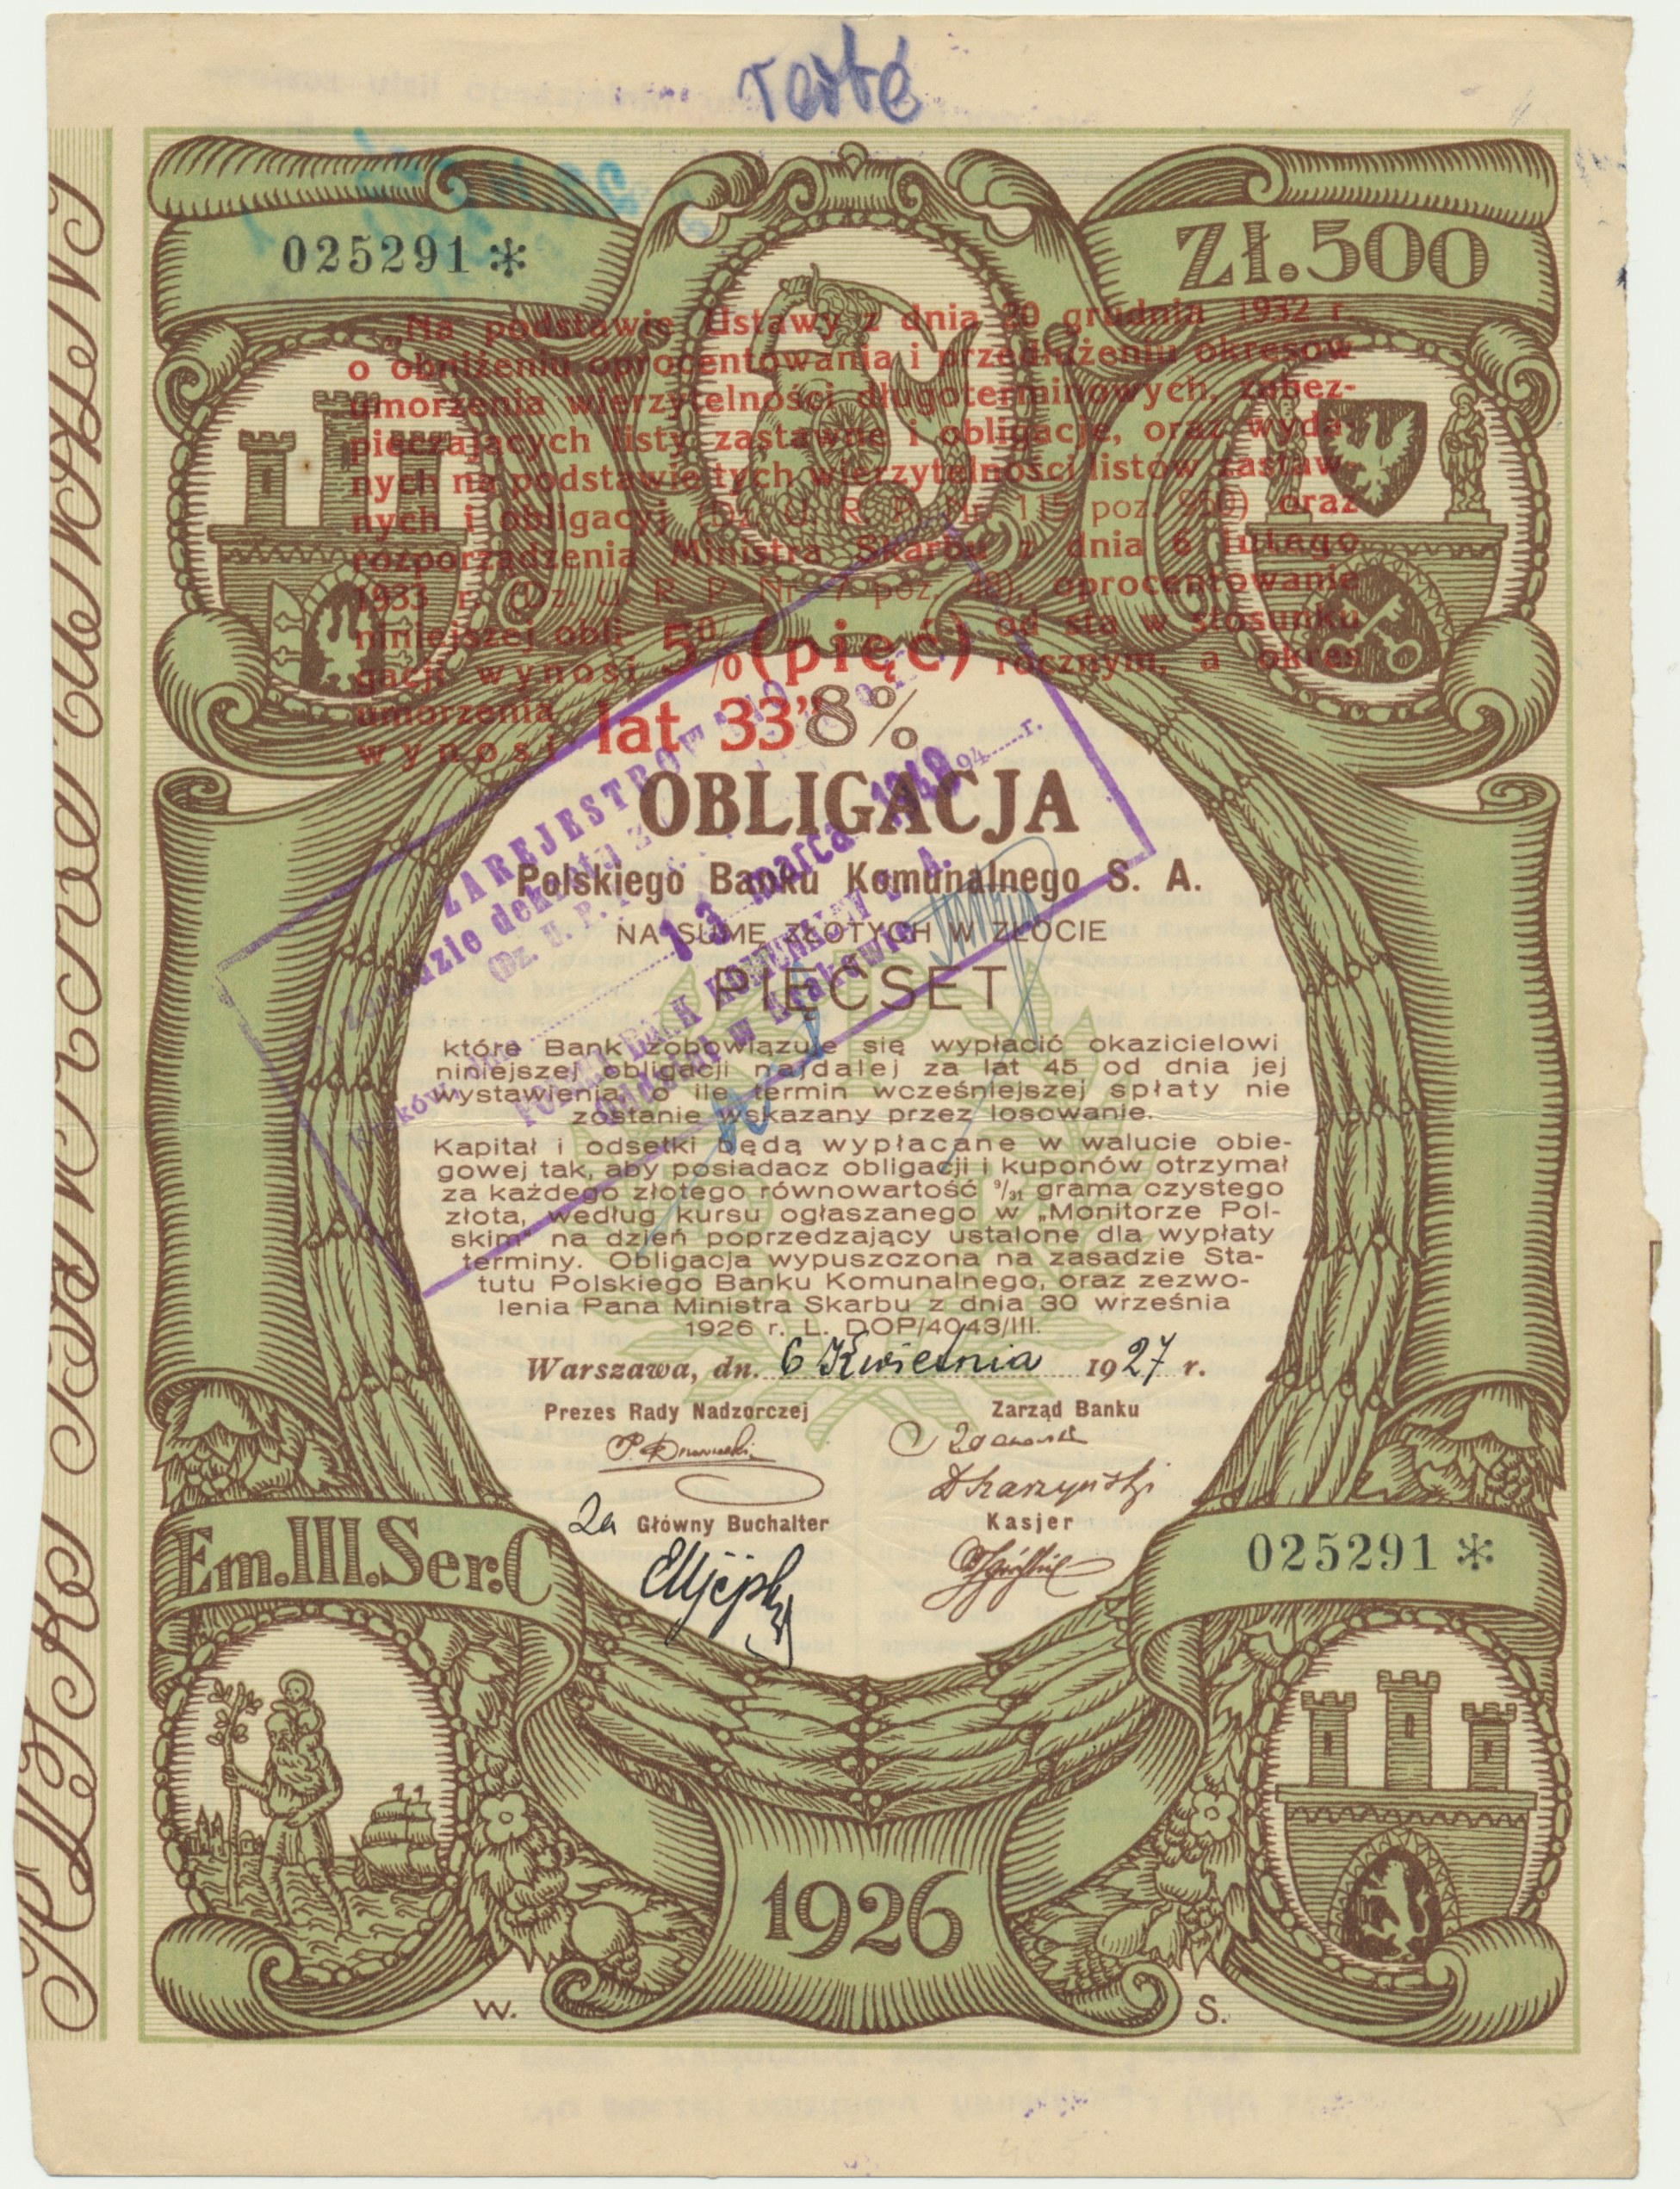 025291*
Zł.500
„Na podstawie Ustawy z dnia 20 grudnia 1932 r.
o obniżeniu oprocentowania i przedłużeniu okresów
umorzenia wierzytelności długoterminowych, zabez-
pieczających listy zastawne i obligacje, oraz wyda-
nych na podstawie tych wierzytelności listów zastaw-
nych i obligacyj (Dz. U. R. P. Nr. 115 poz. 950) oraz
rozporządzenia Ministra Skarbu z dnia 6 lutego
1933 r. (Dz. U. R. P. Nr. 7 poz. 48), oprocentowanie
niniejszej obli- 5% (pięć) od sta w stosunku
gacji wynosi rocznym, a okres
umorzenia
wynosi lat 33"
8%
OBLIGACJA
Polskiego Banku Komunalnego S. A.
NA SUMĘ ZŁOTYCH W ZŁOCIE
PIĘĆSET
które Bank zobowiązuje się wypłacić okazicielowi
niniejszej obligacji najdalej za lat 45 od dnia jej
wystawienia, o ile termin wcześniejszej spłaty nie
zostanie wskazany przez losowanie.
Kapitał i odsetki będą wypłacane w walucie obie-
gowej tak, aby posiadacz obligacji i kuponów otrzymał
za każdego złotego równowartość 9/31 grama czystego
złota, według kursu ogłaszanego w „Monitorze Pol-
skim" na dzień poprzedzający ustalone dla wypłaty
terminy. Obligacja wypuszczona na zasadzie Sta-
tutu Polskiego Banku Komunalnego, oraz zezwo-
lenia Pana Ministra Skarbu z dnia 30 września
1926 r. L. DOP/4043/III.
Warszawa, dn. 6 Kwietnia 1927 r.
Prezes Rady Nadzorczej Zarząd Banku
za Główny Buchalter Kasjer
Em.III.Ser.C
025291*
1926
W. S.
ZAREJESTROWANO
13 marca 1948
194 r.
POLSKI BANK KOMUNALNY S. A.
Oddział w Krakowie